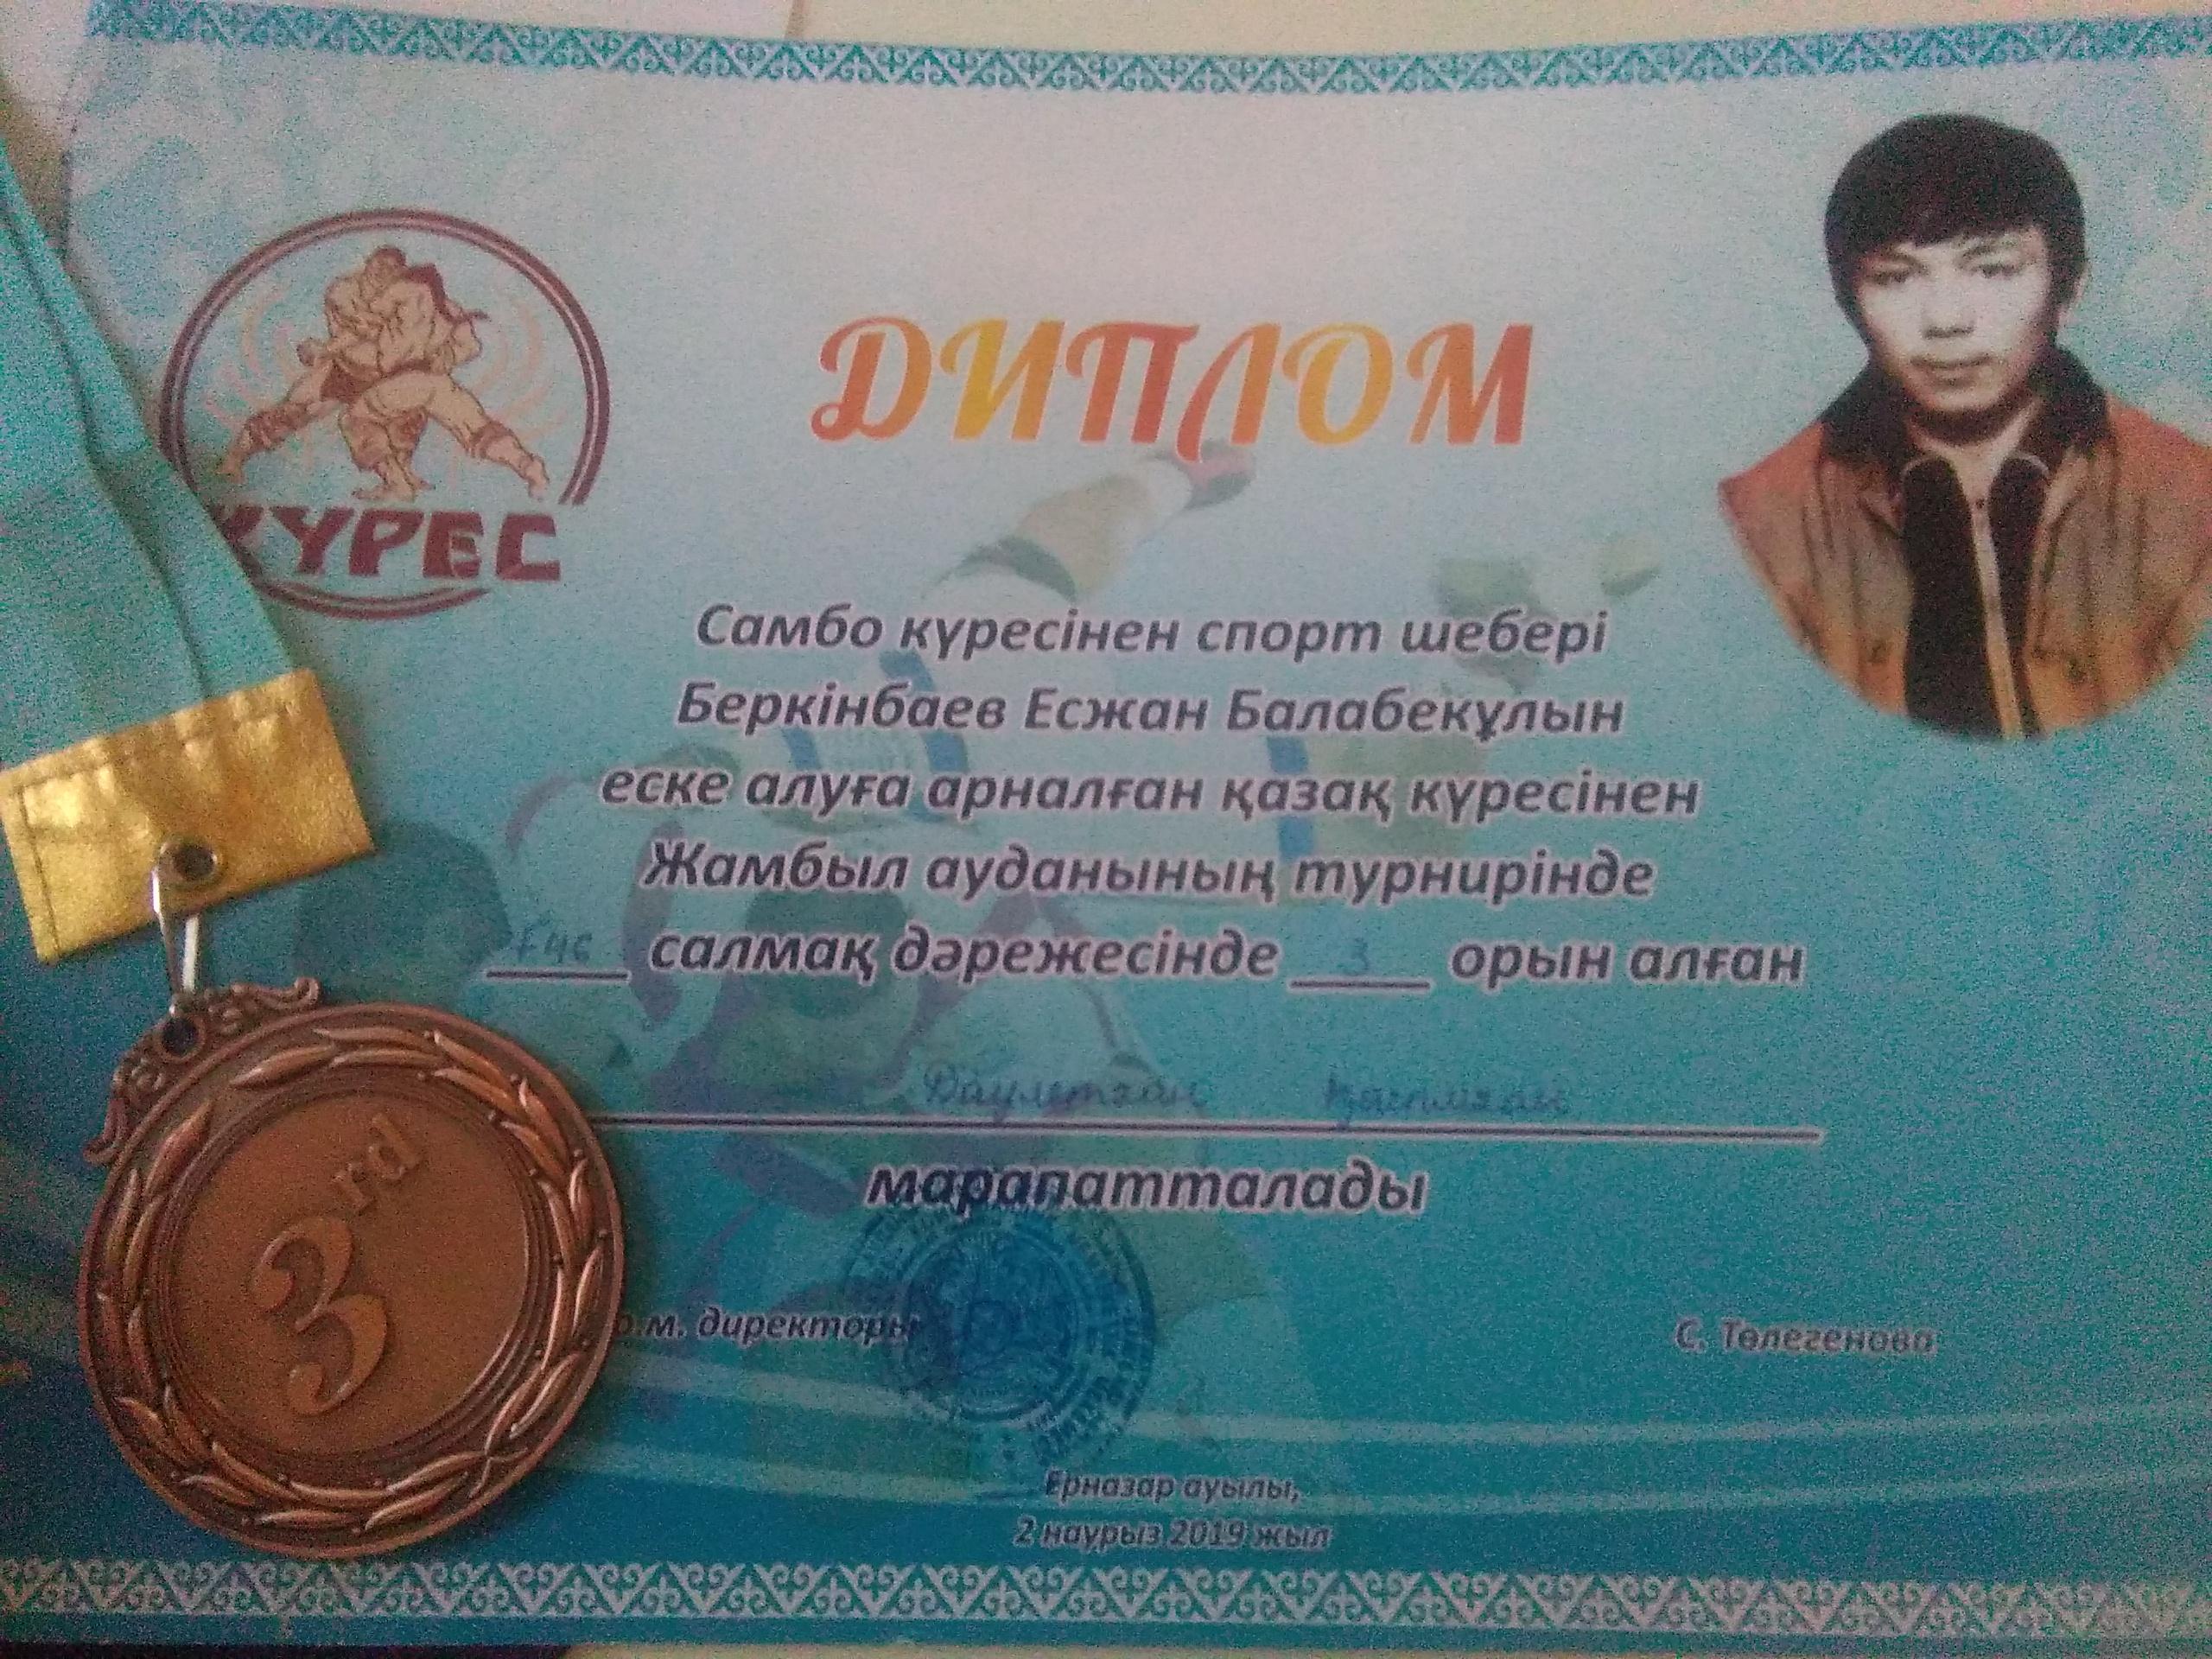 ДИПЛОМ
КҮРЕС
Самбо күресінен спорт шебері
Беркінбаев Есжан Балабекұлын
еске алуға арналған қазақ күресінен
Жамбыл ауданының турнирінде
салмақ дәрежесінде 3 орын алған
Даулетхан
марапатталады
3rd
о.м. директоры С. Төлегенова
Ерназар ауылы,
2 наурыз 2019 жыл